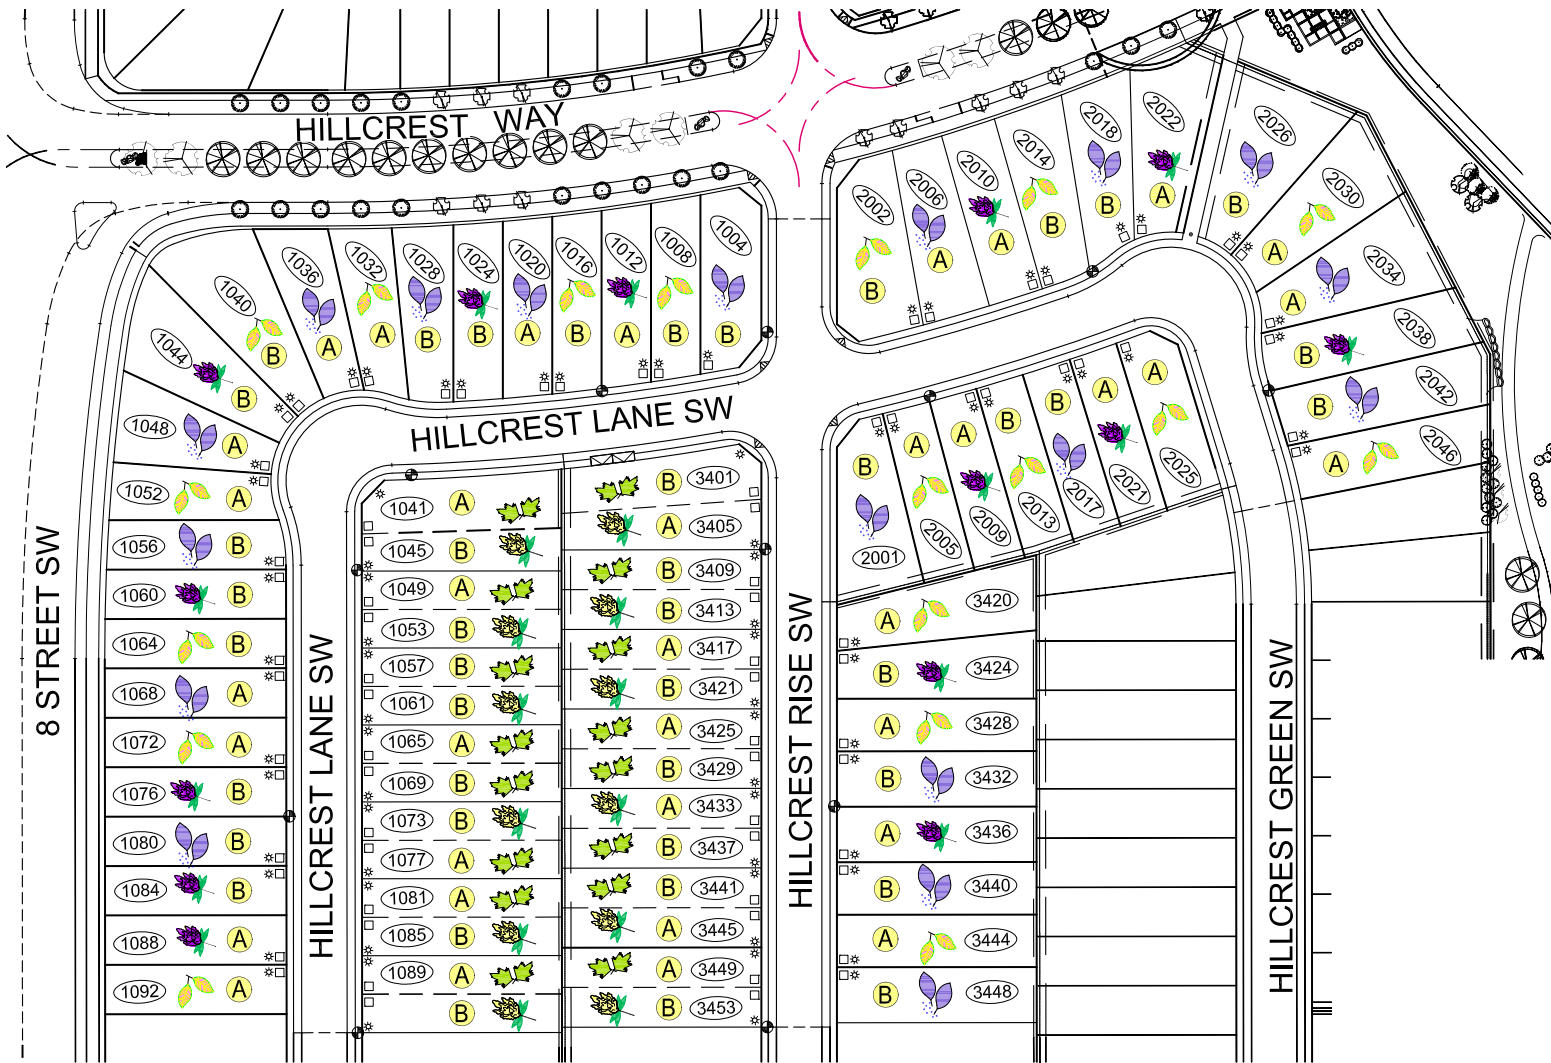 HILLCREST WAY
1004 B
1008 B
1012 A
1016 B
1020 A
1024 B
1028 B
1032 A
1036 A
1040 B
1044 B
1048 A
1052 A
1056 B
1060 B
1064 B
1068 A
1072 A
1076 B
1080 B
1084 B
1088 A
1092 A
8 STREET SW
HILLCREST LANE SW
HILLCREST LANE SW
1041 A
1045 B
1049 A
1053 B
1057 B
1061 B
1065 A
1069 B
1073 B
1077 A
1081 A
1085 B
1089 A
B
B 3401
A 3405
B 3409
B 3413
A 3417
B 3421
A 3425
B 3429
A 3433
B 3437
B 3441
A 3445
A 3449
B 3453
HILLCREST RISE SW
2002 B
2006 A
2010 A
2014 B
2018 B
2022 A
2026 B
2030 A
2034 A
2038 B
2042 B
2046 A
B 2001
A 2005
A 2009
B 2013
B 2017
A 2021
A 2025
A 3420
B 3424
A 3428
B 3432
A 3436
B 3440
A 3444
B 3448
HILLCREST GREEN SW